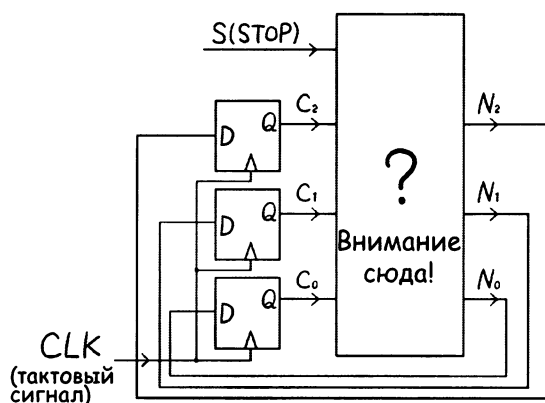 S(STOP)
C₂
N₂
D
Q
?
C₁
N₁
D
Q
Внимание
сюда!
C₀
N₀
D
Q
CLK
(тактовый
сигнал)